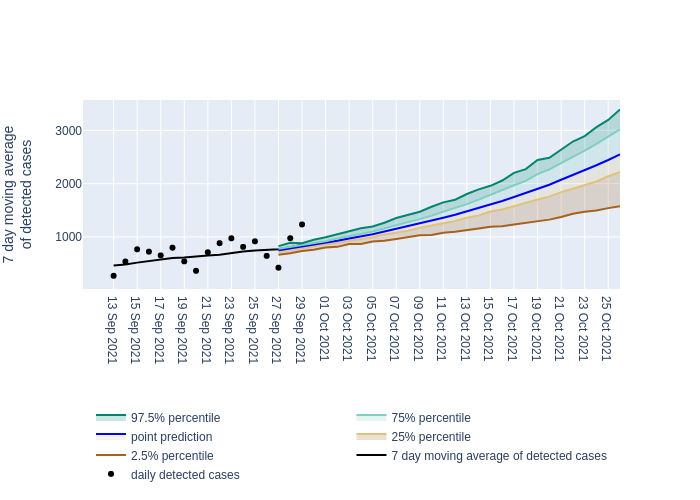 7 day moving average
of detected cases
3000
2000
1000
13 Sep 2021
15 Sep 2021
17 Sep 2021
19 Sep 2021
21 Sep 2021
23 Sep 2021
25 Sep 2021
27 Sep 2021
29 Sep 2021
01 Oct 2021
03 Oct 2021
05 Oct 2021
07 Oct 2021
09 Oct 2021
11 Oct 2021
13 Oct 2021
15 Oct 2021
17 Oct 2021
19 Oct 2021
21 Oct 2021
23 Oct 2021
25 Oct 2021
97.5% percentile
75% percentile
point prediction
25% percentile
2.5% percentile
7 day moving average of detected cases
daily detected cases